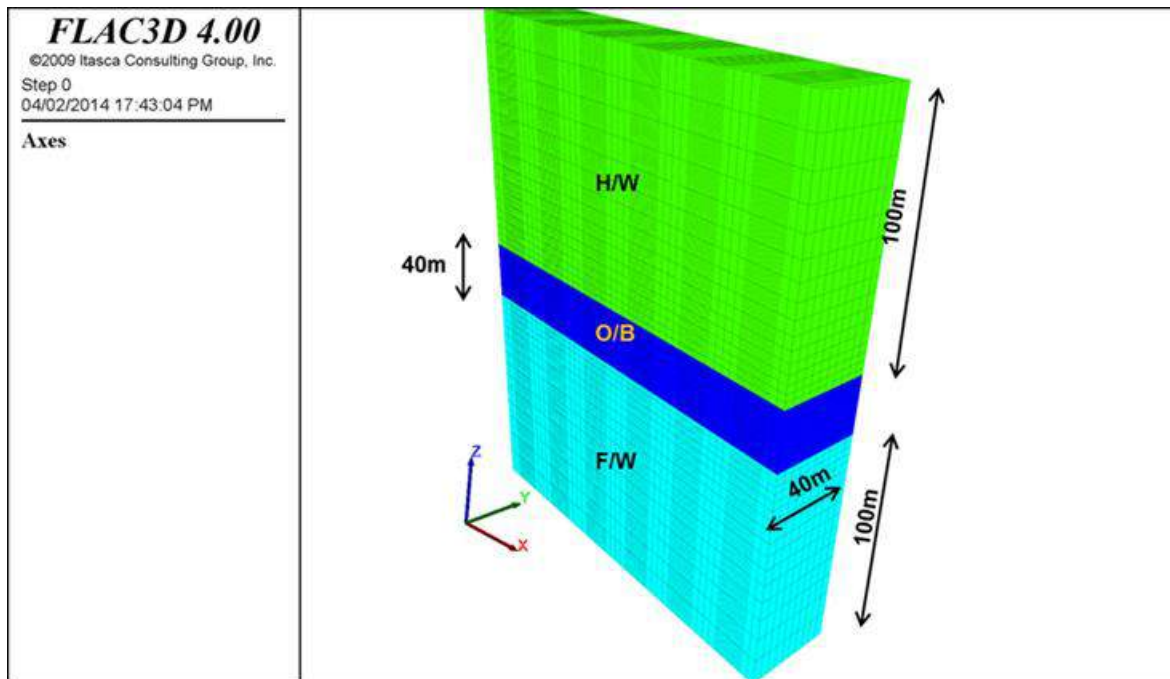 FLAC3D 4.00
©2009 Itasca Consulting Group, Inc.
Step 0
04/02/2014 17:43:04 PM
Axes
H/W
100m
40m
O/B
F/W
40m
100m
Z
Y
X